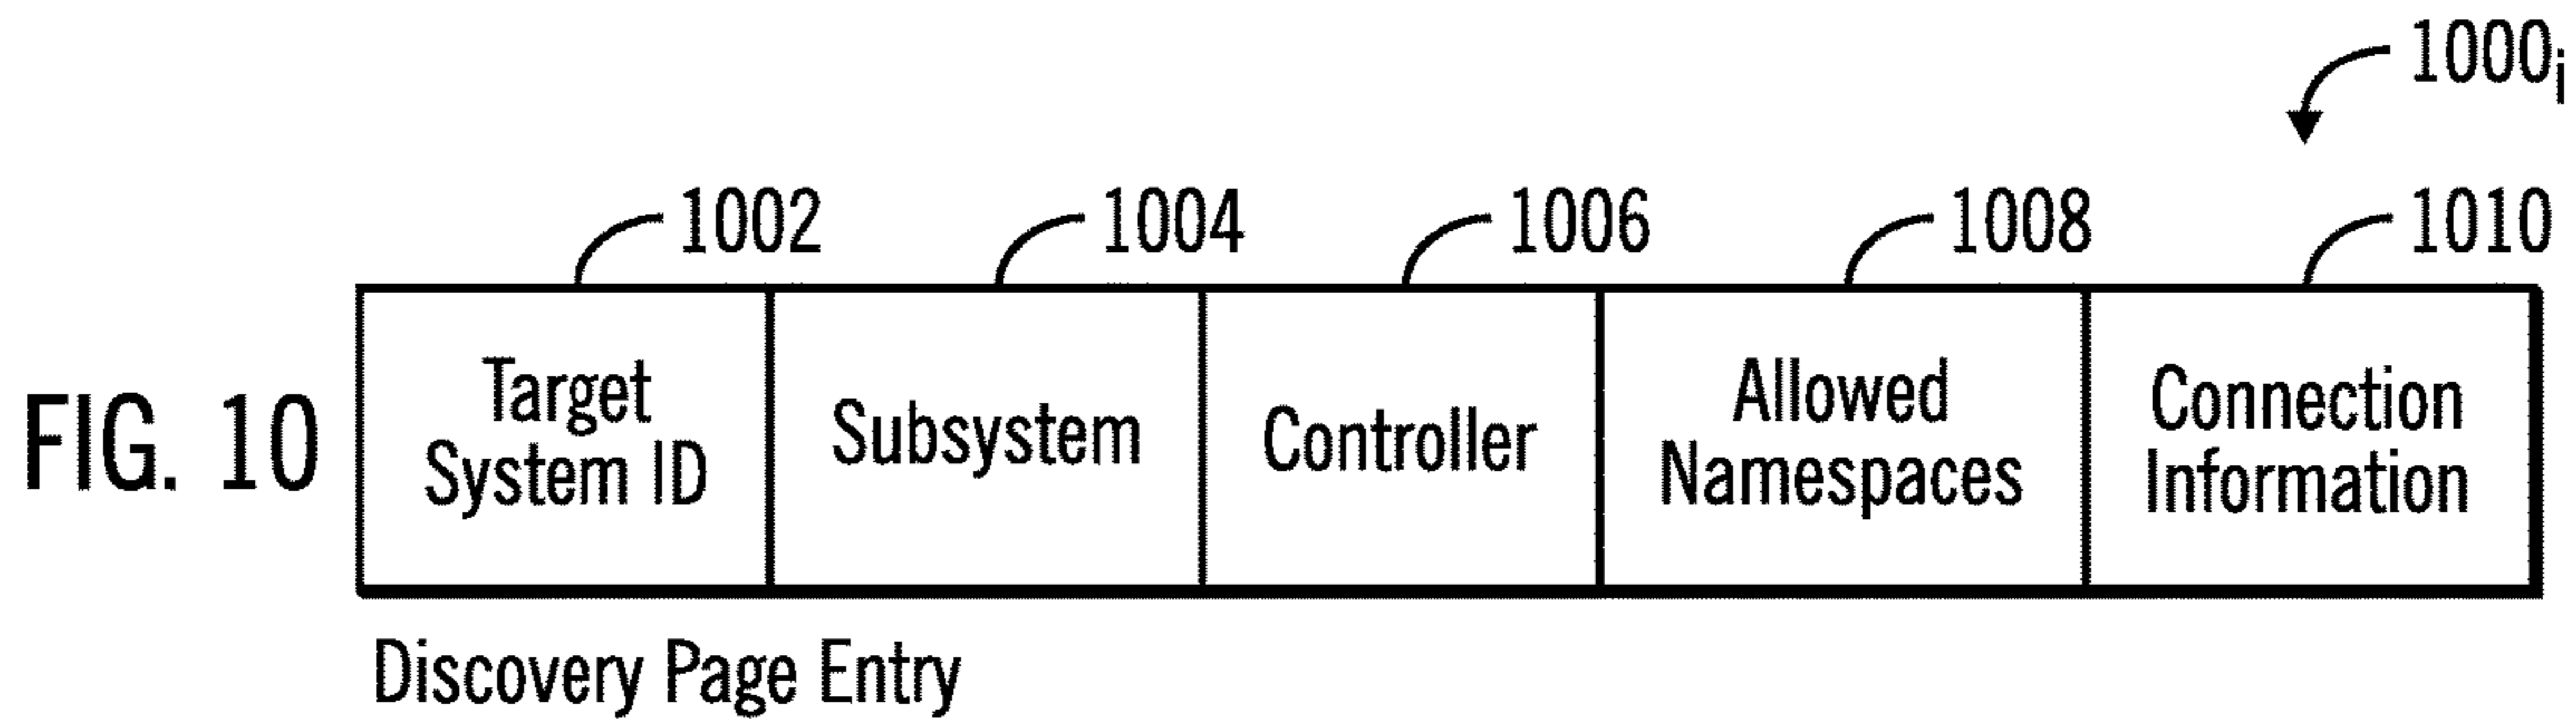 1000i
1002
1004
1006
1008
1010
FIG. 10
Target
System ID
Subsystem
Controller
Allowed
Namespaces
Connection
Information
Discovery Page Entry